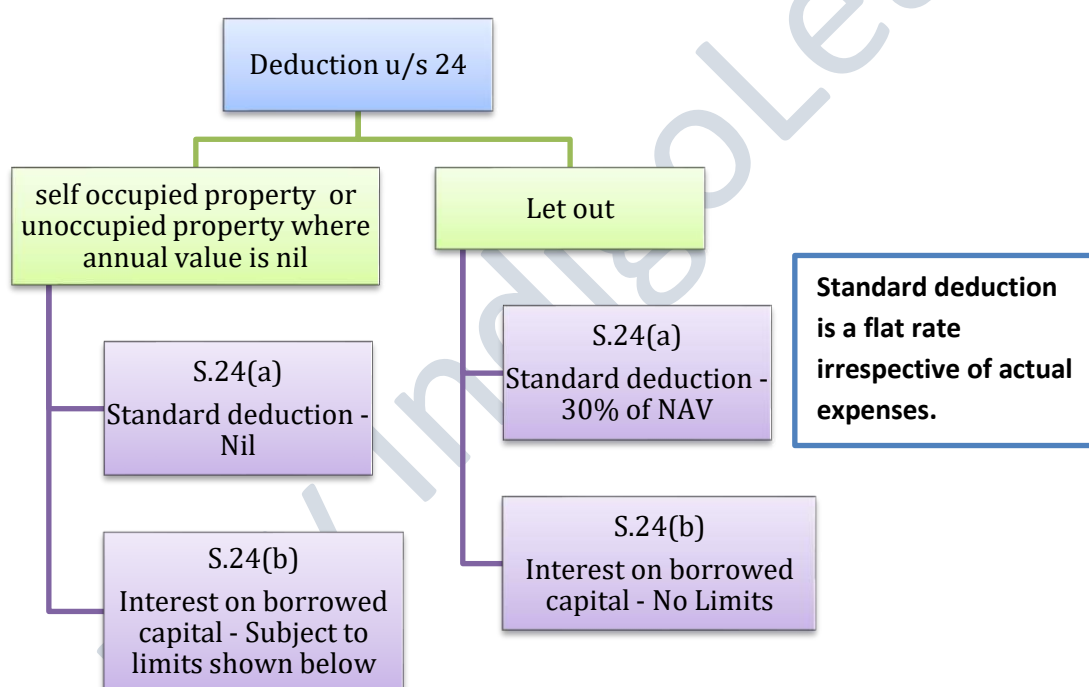 Deduction u/s 24
self occupied property or
unoccupied property where
annual value is nil
S.24(a)
Standard deduction -
Nil
S.24(b)
Interest on borrowed
capital - Subject to
limits shown below
Let out
S.24(a)
Standard deduction -
30% of NAV
S.24(b)
Interest on borrowed
capital - No Limits
Standard deduction
is a flat rate
irrespective of actual
expenses.